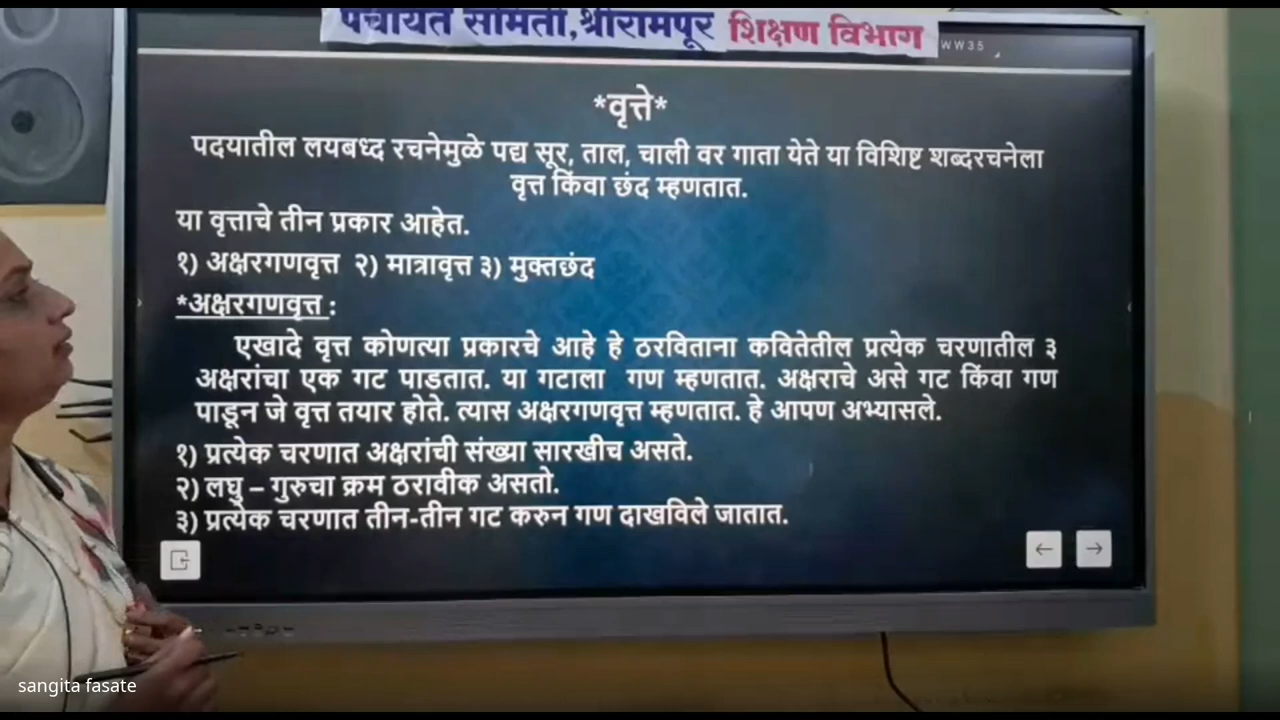 पंचायत समिती,श्रीरामपूर शिक्षण विभाग
WW35
*वृत्ते*
पदयातील लयबध्द रचनेमुळे पद्य सूर, ताल, चाली वर गाता येते या विशिष्ट शब्दरचनेला
वृत्त किंवा छंद म्हणतात.
या वृत्ताचे तीन प्रकार आहेत.
१) अक्षरगणवृत्त २) मात्रावृत्त ३) मुक्तछंद
*अक्षरगणवृत्त :
एखादे वृत्त कोणत्या प्रकारचे आहे हे ठरविताना कवितेतील प्रत्येक चरणातील ३
अक्षरांचा एक गट पाडतात. या गटाला गण म्हणतात. अक्षराचे असे गट किंवा गण
पाडून जे वृत्त तयार होते. त्यास अक्षरगणवृत्त म्हणतात. हे आपण अभ्यासले.
१) प्रत्येक चरणात अक्षरांची संख्या सारखीच असते.
२) लघु – गुरुचा क्रम ठरावीक असतो.
३) प्रत्येक चरणात तीन-तीन गट करुन गण दाखविले जातात.
sangita fasate